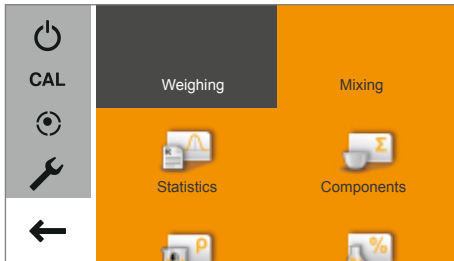 CAL
Weighing
Mixing
Σ
Statistics
Components
ρ
%